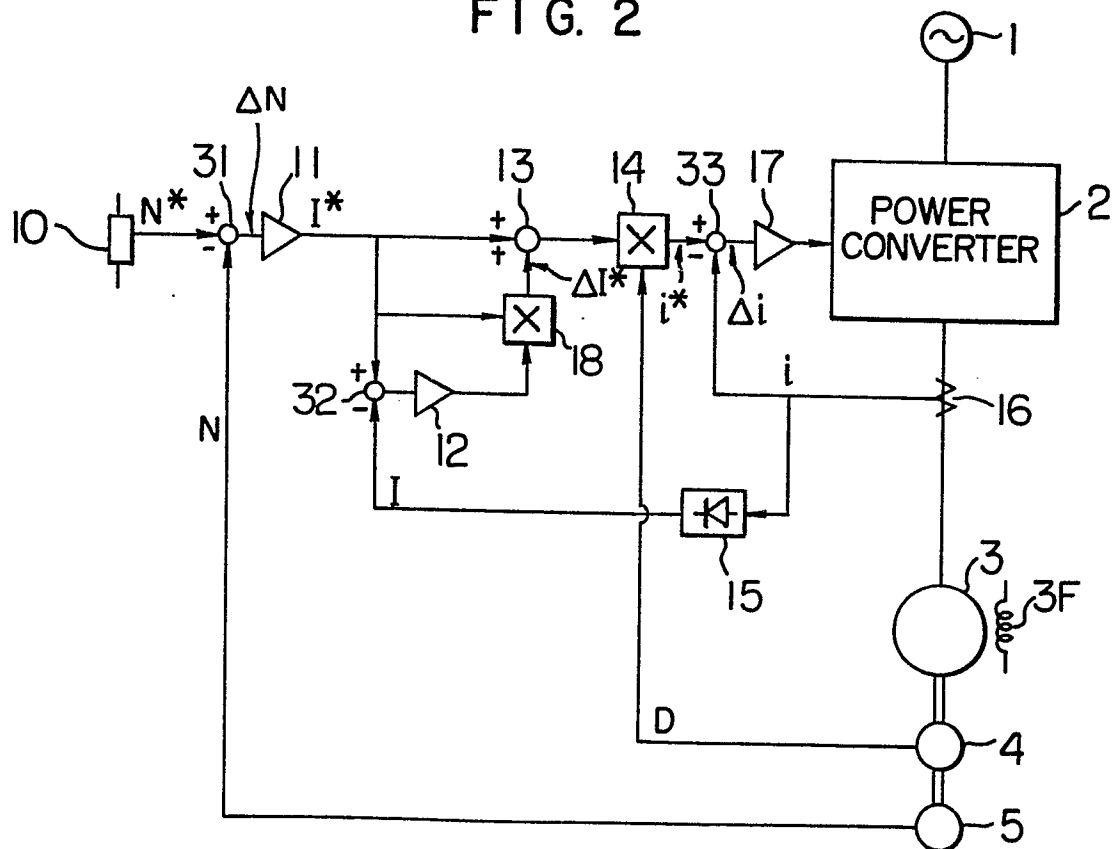 FIG. 2
1
ΔN
31
11
13
14
33
17
2
10
N*
+
-
I*
+
+
+
-
POWER
CONVERTER
ΔI*
i*
Δi
18
+
-
32
12
i
16
N
I
15
3
3F
D
4
5